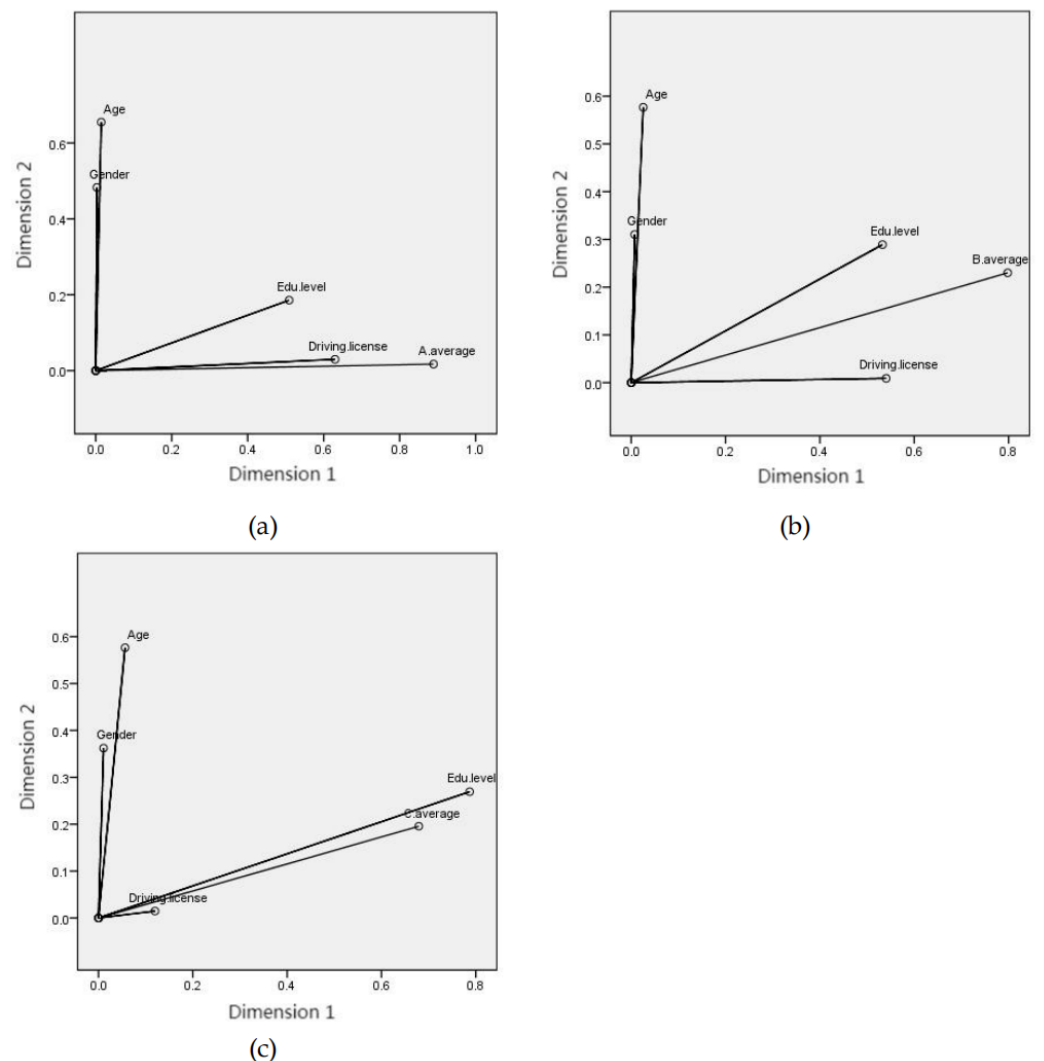 Age
Gender
Edu.level
Driving.license
A.average
0.6
0.4
0.2
0.0
0.0 0.2 0.4 0.6 0.8 1.0
Dimension 2
Dimension 1
(a)
Age
Gender
Edu.level
B.average
Driving.license
0.6
0.5
0.4
0.3
0.2
0.1
0.0
0.0 0.2 0.4 0.6 0.8
Dimension 2
Dimension 1
(b)
Age
Gender
Edu.level
C.average
Driving.license
0.6
0.5
0.4
0.3
0.2
0.1
0.0
0.0 0.2 0.4 0.6 0.8
Dimension 2
Dimension 1
(c)